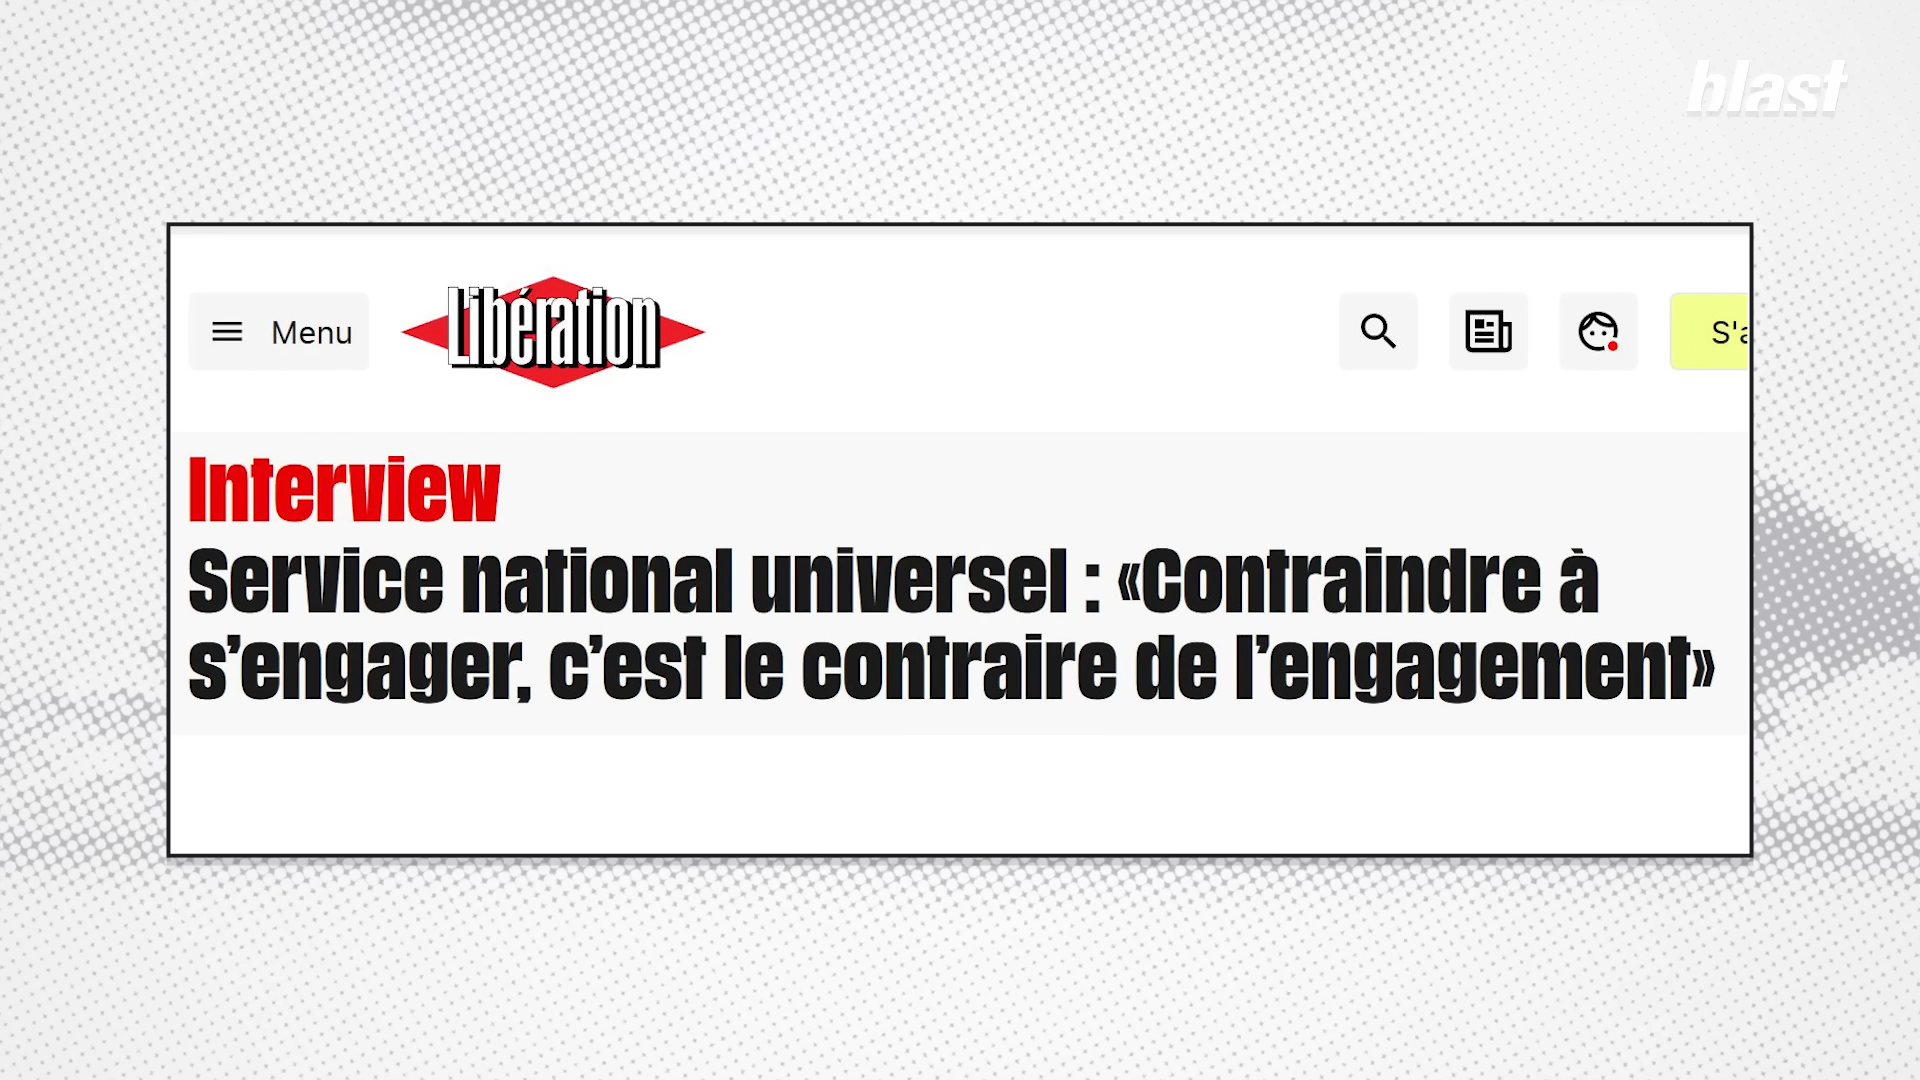 blast
Menu
Libération
S'a
Interview
Service national universel : «Contraindre à
s’engager, c’est le contraire de l’engagement»